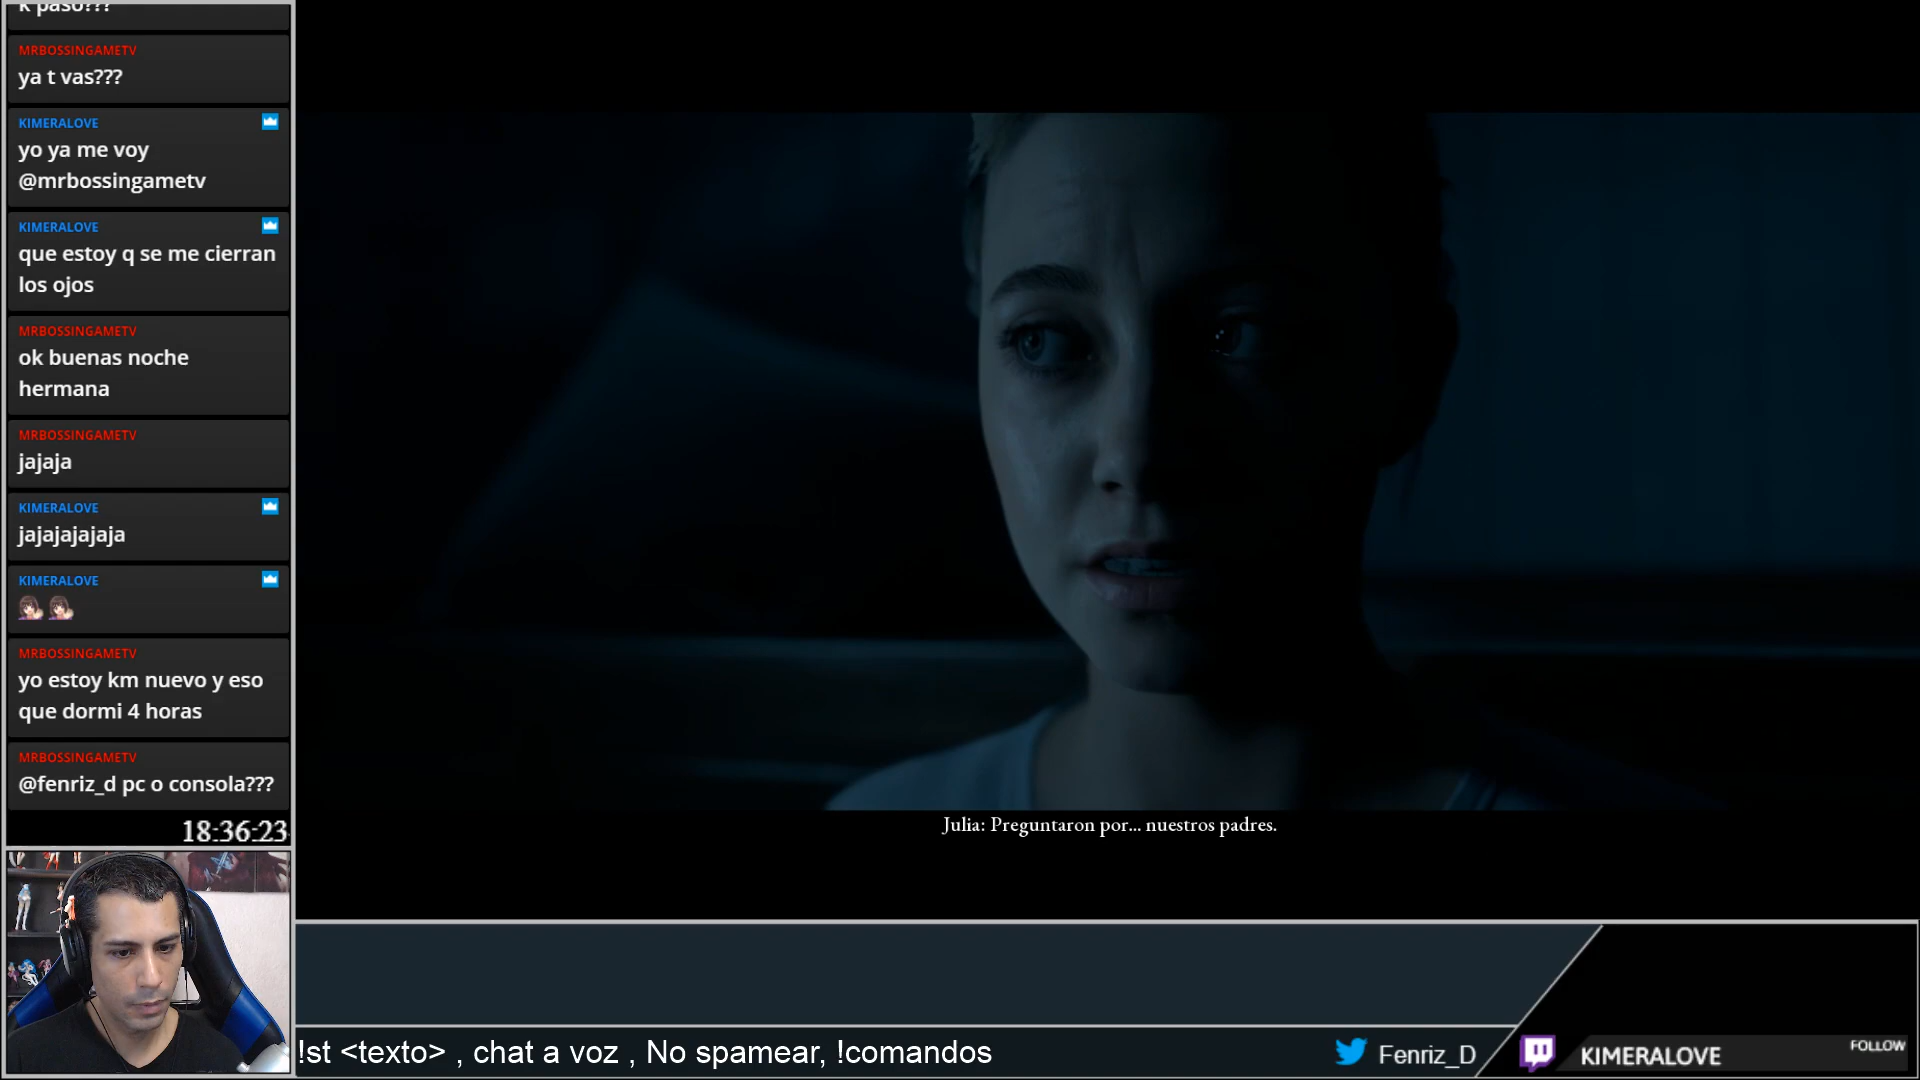 k paso???
MRBOSSINGAMETV
ya t vas???
KIMERALOVE
yo ya me voy
@mrbossingametv
KIMERALOVE
que estoy q se me cierran
los ojos
MRBOSSINGAMETV
ok buenas noche
hermana
MRBOSSINGAMETV
jajaja
KIMERALOVE
jajajajajaja
KIMERALOVE
MRBOSSINGAMETV
yo estoy km nuevo y eso
que dormi 4 horas
MRBOSSINGAMETV
@fenriz_d pc o consola???
18:36:23
Julia: Preguntaron por... nuestros padres.
!st <texto> , chat a voz , No spamear, !comandos
Fenriz_D
KIMERALOVE
FOLLOW